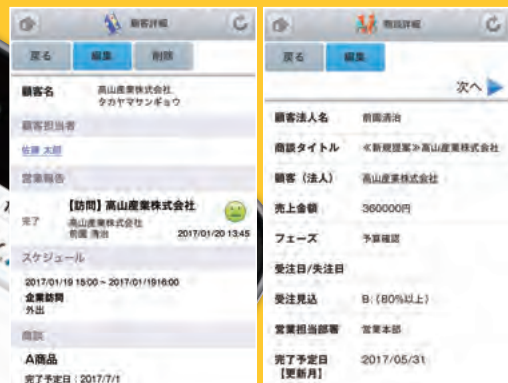 顧客詳細
戻る
編集
削除
顧客名
高山産業株式会社
タカヤマサンギョウ
顧客担当者
佐藤 太郎
営業報告
【訪問】高山産業株式会社
完了
高山産業株式会社
前園 清治
2017/01/20 13:45
スケジュール
2017/01/19 15:00 ~ 2017/01/1916:00
企業訪問
外出
商談
A商品
完了予定日:2017/7/1
商談詳細
戻る
編集
次へ
顧客法人名
前園清治
商談タイトル
≪新規提案≫高山産業株式会社
顧客(法人)
高山産業株式会社
売上金額
360000円
フェーズ
予算確認
受注日/失注日
受注見込
B:(80%以上)
営業担当部署
営業本部
完了予定日
【更新月】
2017/05/31